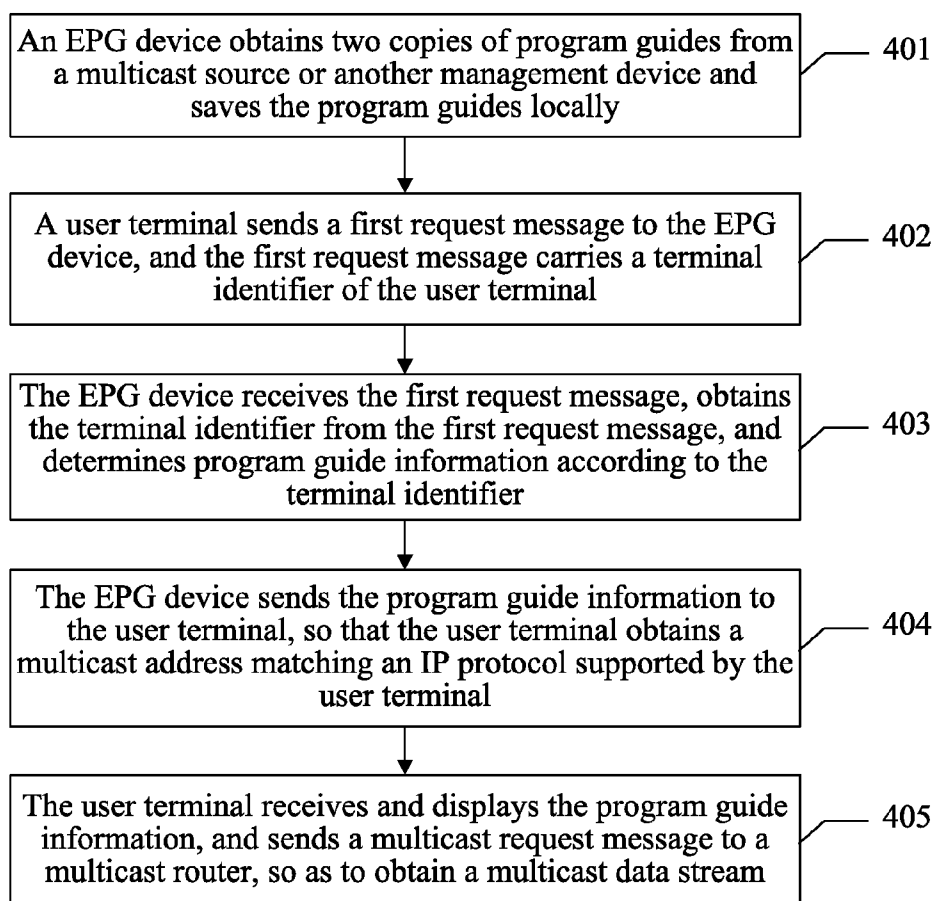 An EPG device obtains two copies of program guides from
a multicast source or another management device and
saves the program guides locally
401
A user terminal sends a first request message to the EPG
device, and the first request message carries a terminal
identifier of the user terminal
402
The EPG device receives the first request message, obtains
the terminal identifier from the first request message, and
determines program guide information according to the
terminal identifier
403
The EPG device sends the program guide information to
the user terminal, so that the user terminal obtains a
multicast address matching an IP protocol supported by the
user terminal
404
The user terminal receives and displays the program guide
information, and sends a multicast request message to a
multicast router, so as to obtain a multicast data stream
405